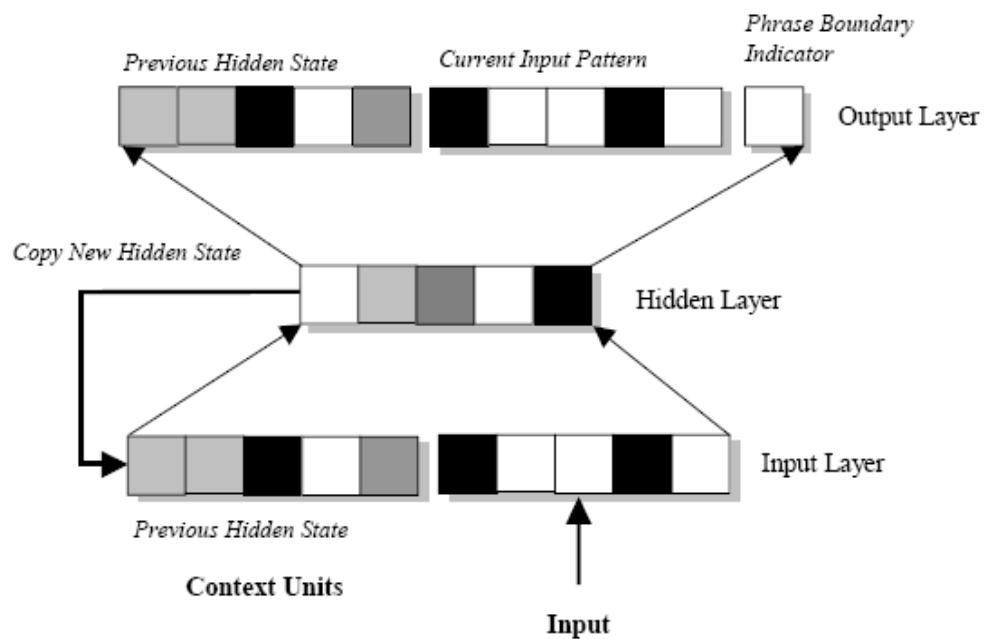 Phrase Boundary
Indicator
Previous Hidden State
Current Input Pattern
Output Layer
Copy New Hidden State
Hidden Layer
Input Layer
Previous Hidden State
Context Units
Input